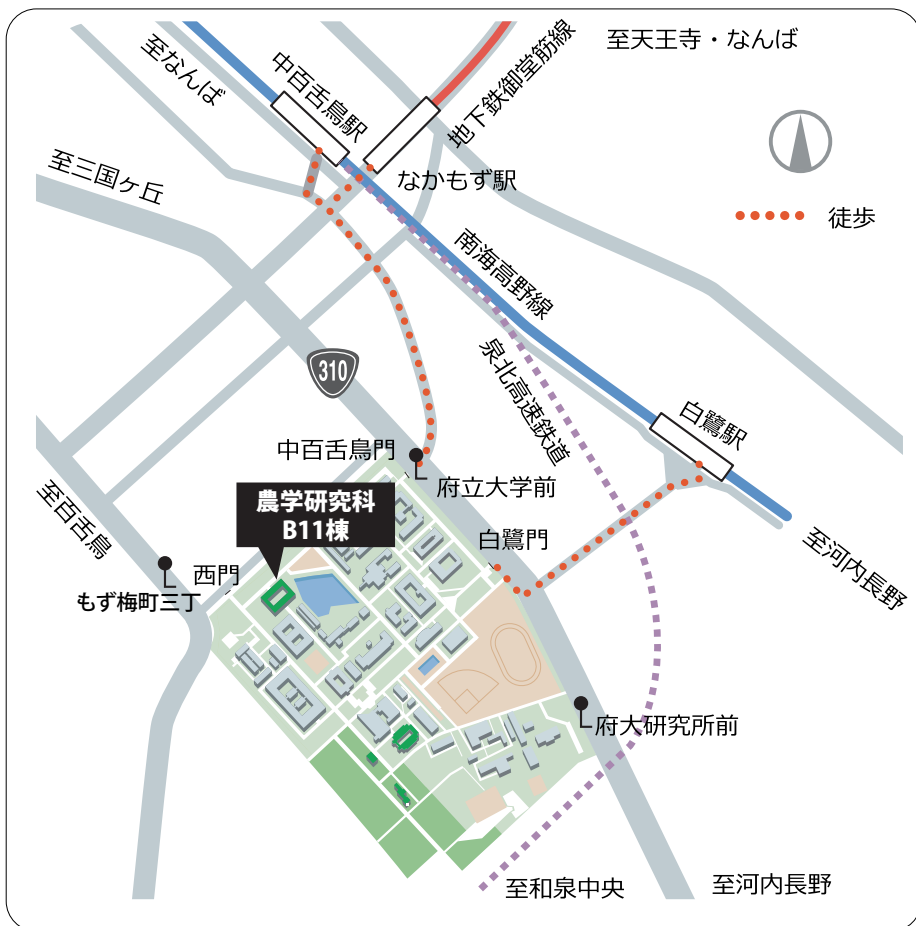 至天王寺・なんば
至なんば
中百舌鳥駅
地下鉄御堂筋線
至三国ヶ丘
なかもず駅
徒歩
南海高野線
310
泉北高速鉄道
白鷺駅
中百舌鳥門
府立大学前
至百舌鳥
農学研究科
B11棟
白鷺門
至河内長野
西門
もず梅町三丁
府大研究所前
至和泉中央
至河内長野